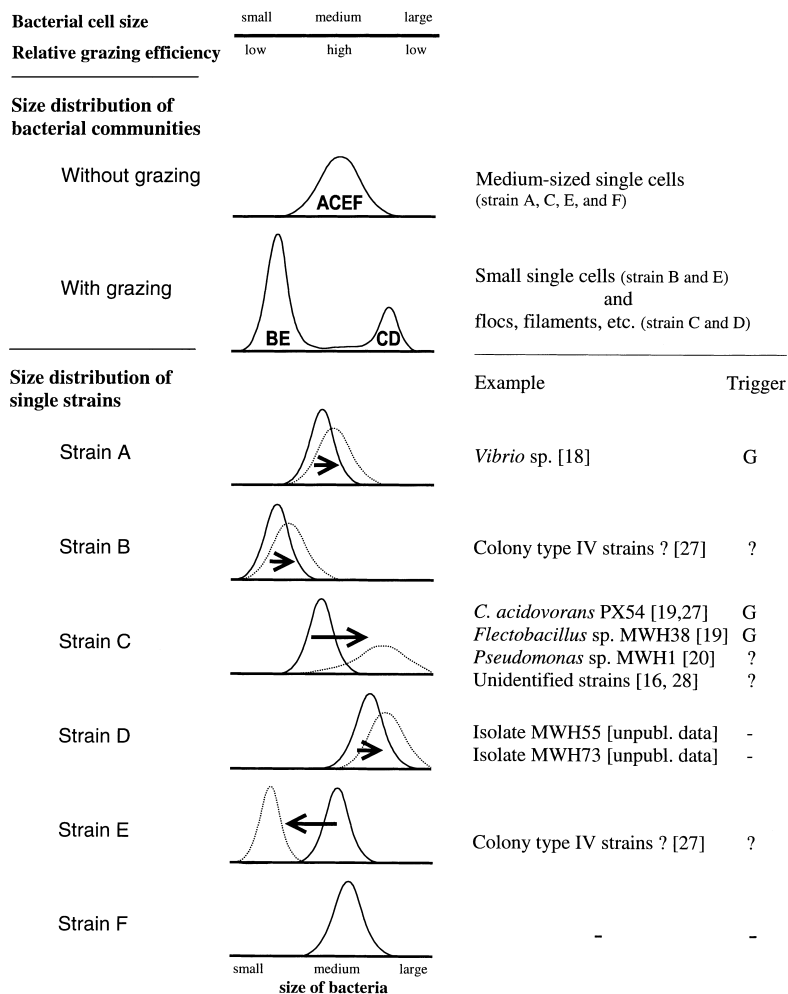 Bacterial cell size small medium large
Relative grazing efficiency low high low
Size distribution of
bacterial communities
Without grazing ACEF Medium-sized single cells
(strain A, C, E, and F)
With grazing BE CD Small single cells (strain B and E)
and
flocs, filaments, etc. (strain C and D)
Size distribution of
single strains
Example Trigger
Strain A Vibrio sp. [18] G
Strain B Colony type IV strains ? [27] ?
Strain C C. acidovorans PX54 [19,27] G
Flectobacillus sp. MWH38 [19] G
Pseudomonas sp. MWH1 [20] ?
Unidentified strains [16, 28] ?
Strain D Isolate MWH55 [unpubl. data] -
Isolate MWH73 [unpubl. data] -
Strain E Colony type IV strains ? [27] ?
Strain F - -
small medium large
size of bacteria